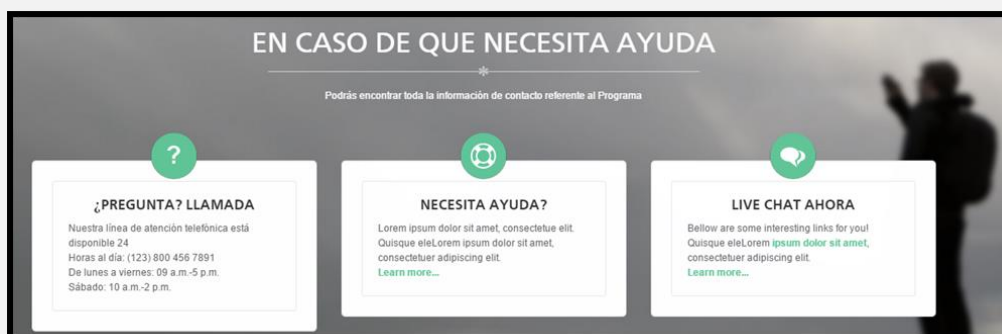 EN CASO DE QUE NECESITA AYUDA
Podrás encontrar toda la información de contacto referente al Programa
?
¿PREGUNTA? LLAMADA
Nuestra línea de atención telefónica está
disponible 24
Horas al día: (123) 800 456 7891
De lunes a viernes: 09 a.m.-5 p.m.
Sábado: 10 a.m.-2 p.m.
NECESITA AYUDA?
Lorem ipsum dolor sit amet, consectetue elit.
Quisque eleLorem ipsum dolor sit amet,
consectetuer adipiscing elit.
Learn more...
LIVE CHAT AHORA
Bellow are some interesting links for you!
Quisque eleLorem ipsum dolor sit amet,
consectetuer adipiscing elit.
Learn more...